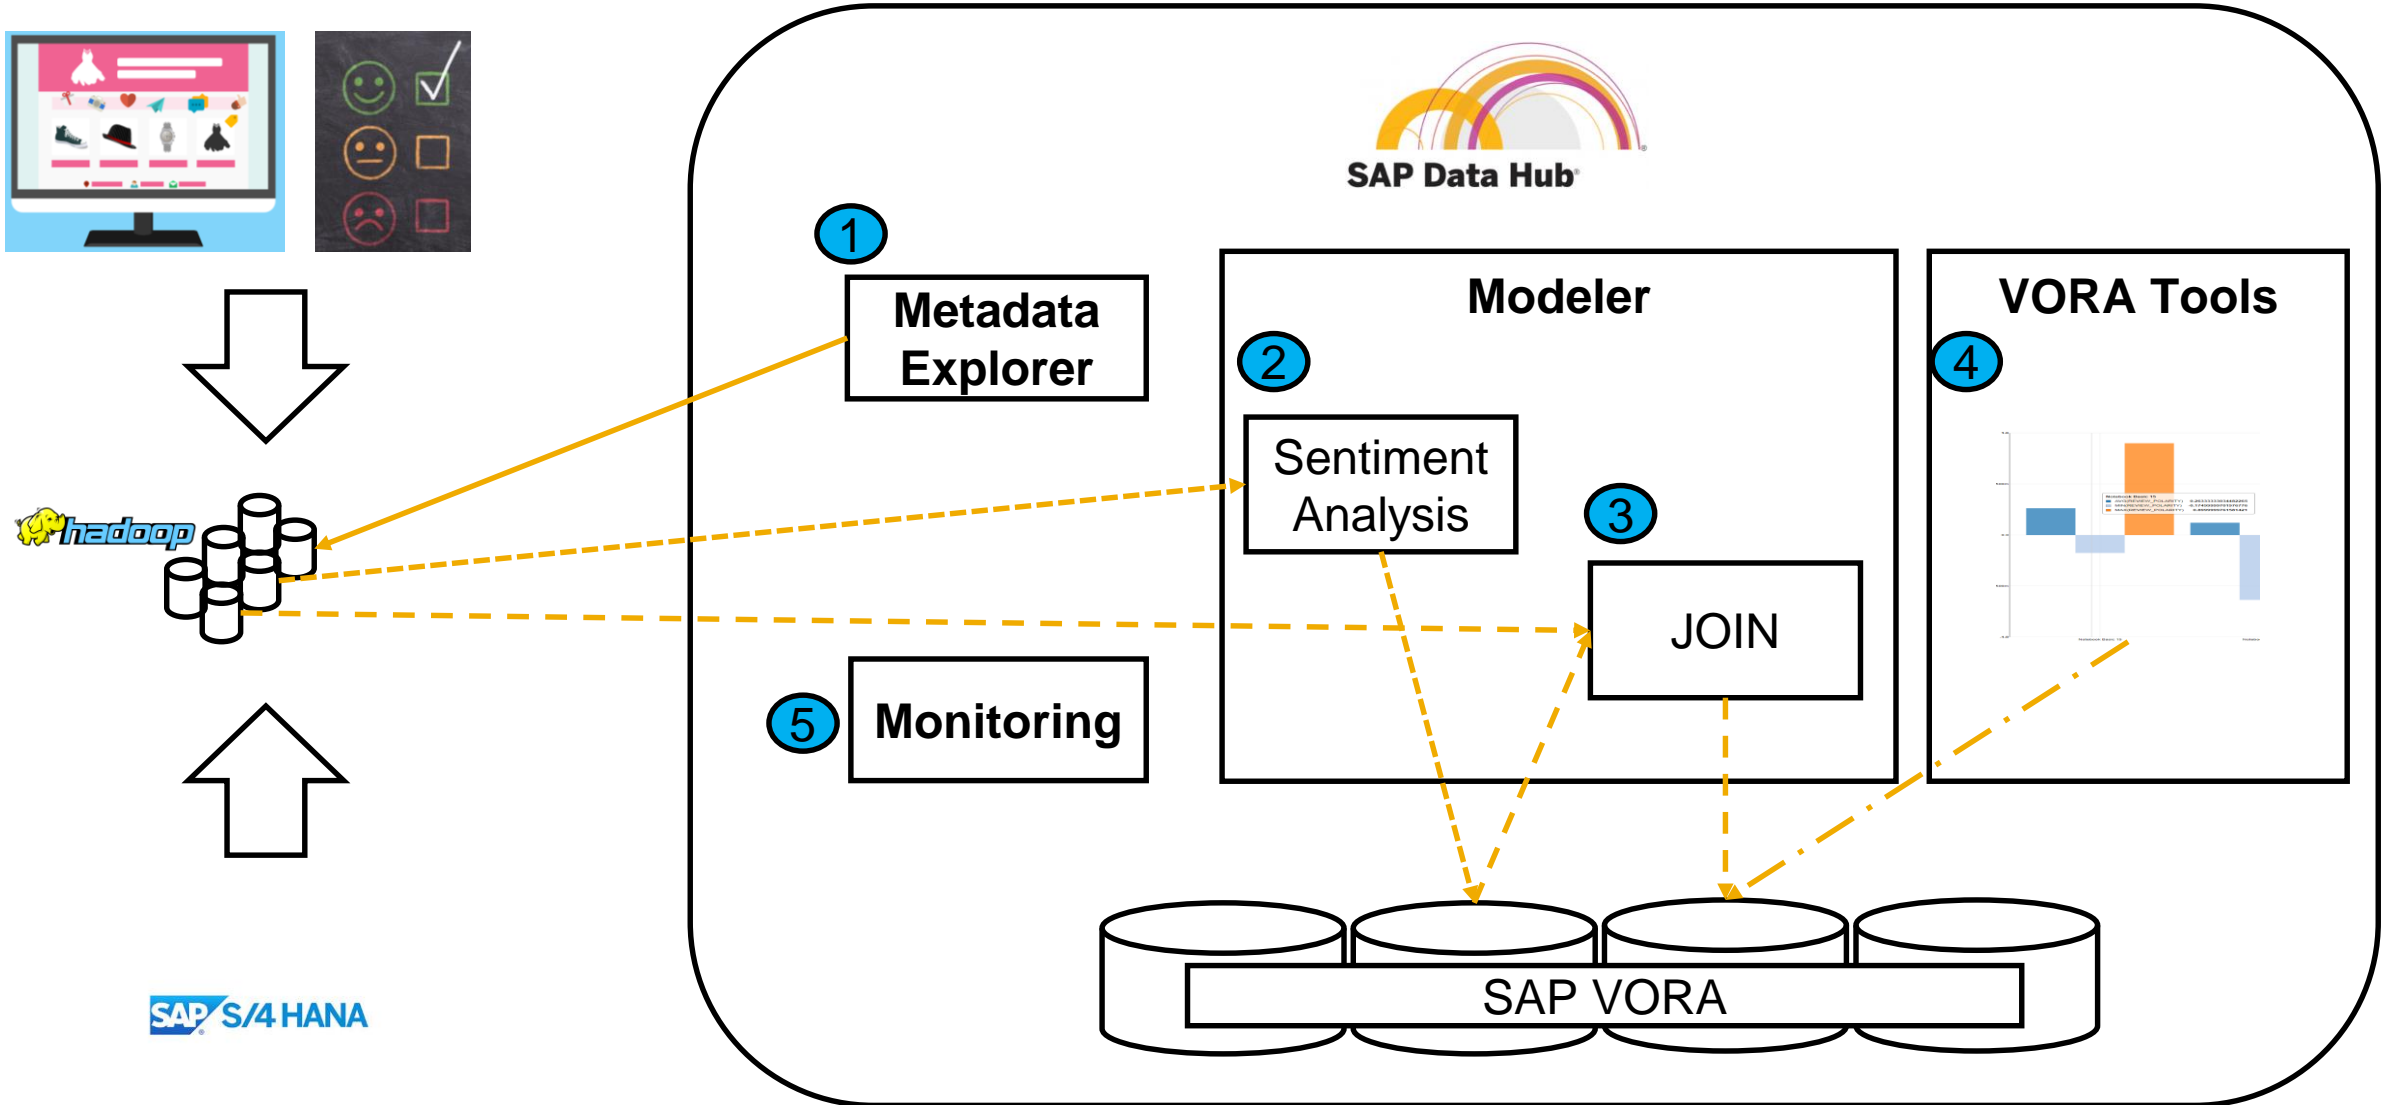 SAP Data Hub
1
Metadata
Explorer
Modeler
VORA Tools
2
4
Sentiment
Analysis
3
hadoop
JOIN
5
Monitoring
SAP VORA
SAP S/4 HANA